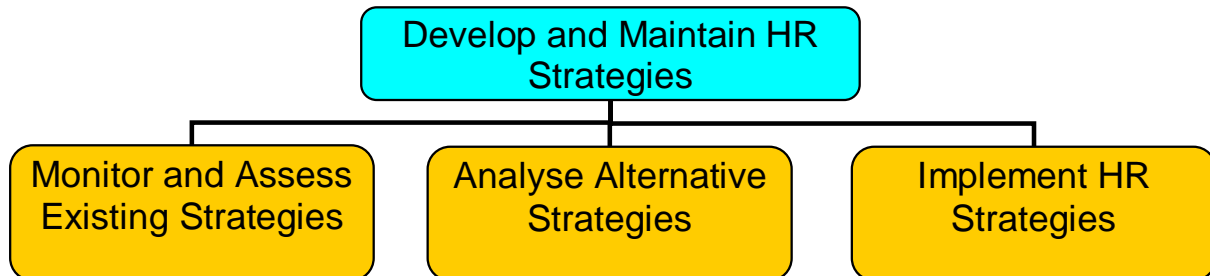 Develop and Maintain HR
Strategies
Monitor and Assess
Existing Strategies
Analyse Alternative
Strategies
Implement HR
Strategies